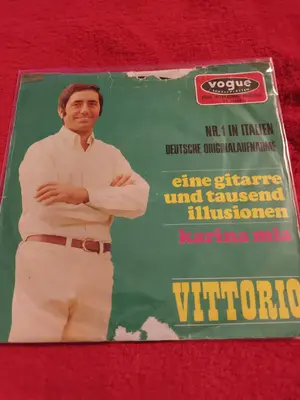 vogue
NR. 1 IN ITALIEN
DEUTSCHE ORIGINALAUFNAHME
eine gitarre
und tausend
illusionen
karina mia
VITTORIO